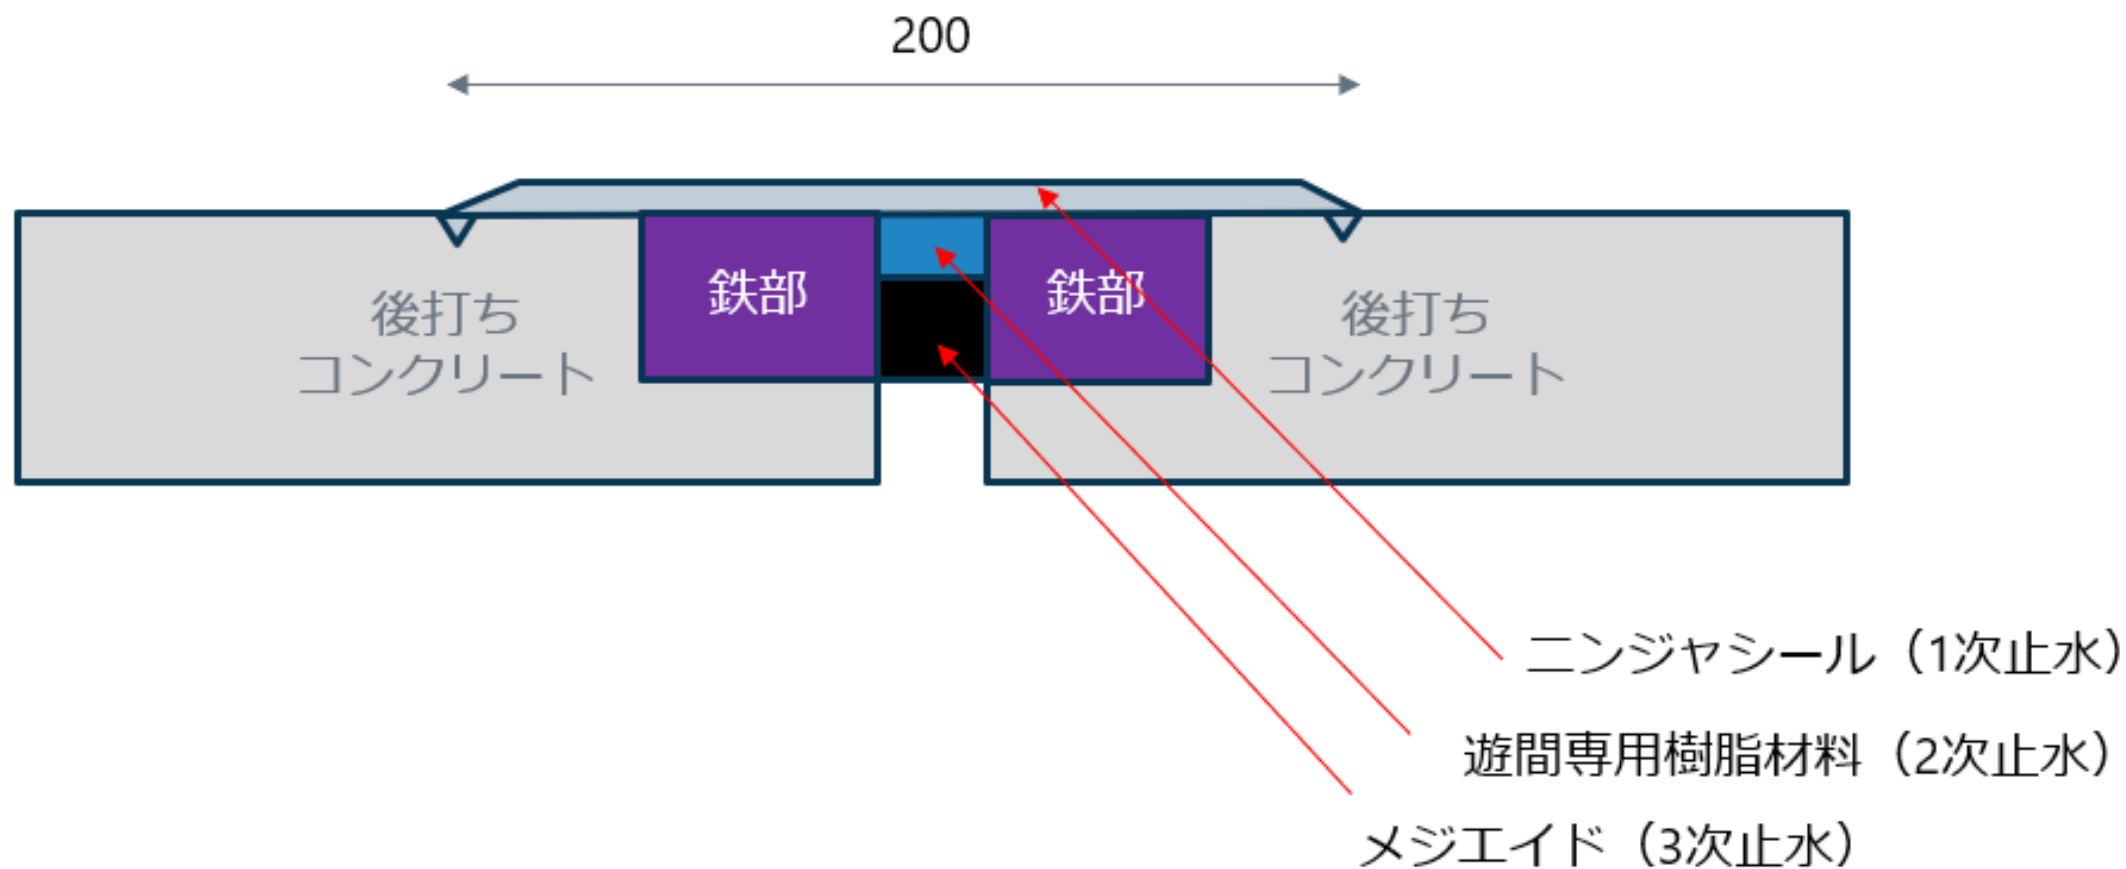 200
鉄部
鉄部
後打ち
コンクリート
後打ち
コンクリート
ニンジャシール（1次止水）
遊間専用樹脂材料（2次止水）
メジエイド（3次止水）